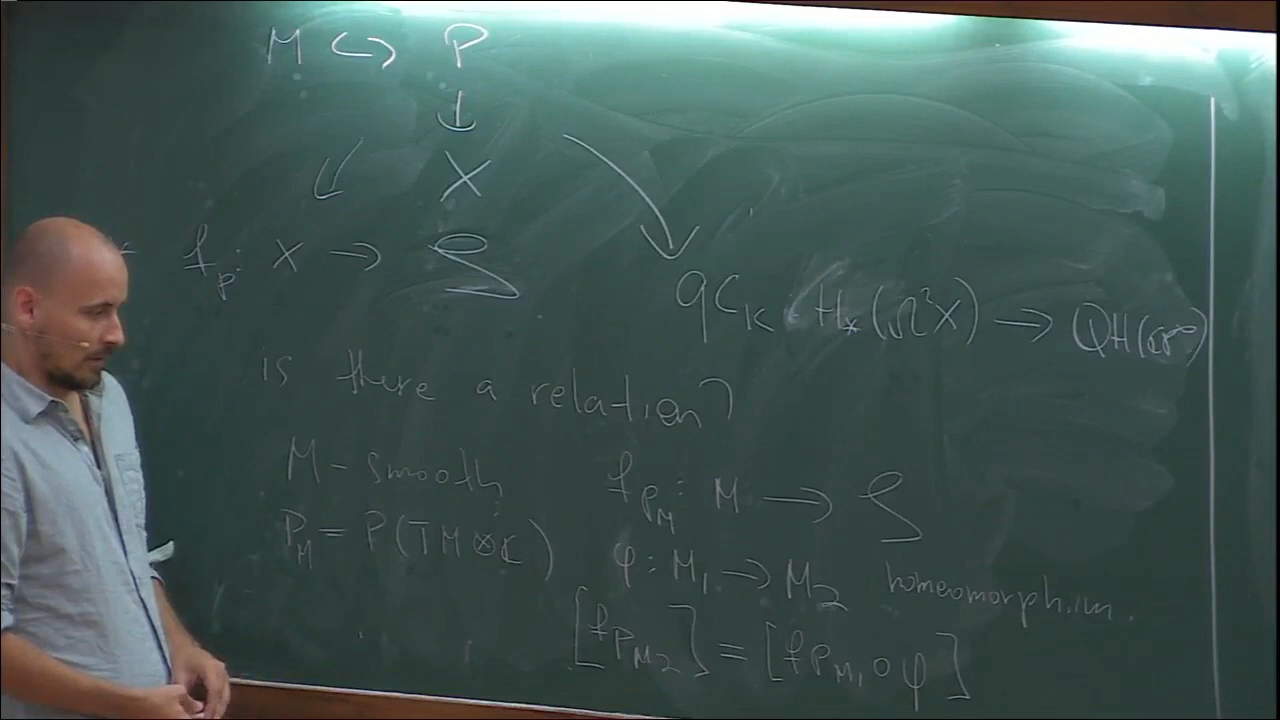 M ↪ P
↓
↙ X
f_P : X → S
qC_K H_*(Ω²X) → QH(
is there a relation?
M - smooth f_{P_M} : M → S
P_M = P(TM ⊗ C) φ : M_1 → M_2 homeomorphism.
[f_{P_{M_2}}] = [f_{P_{M_1}} ∘ φ]